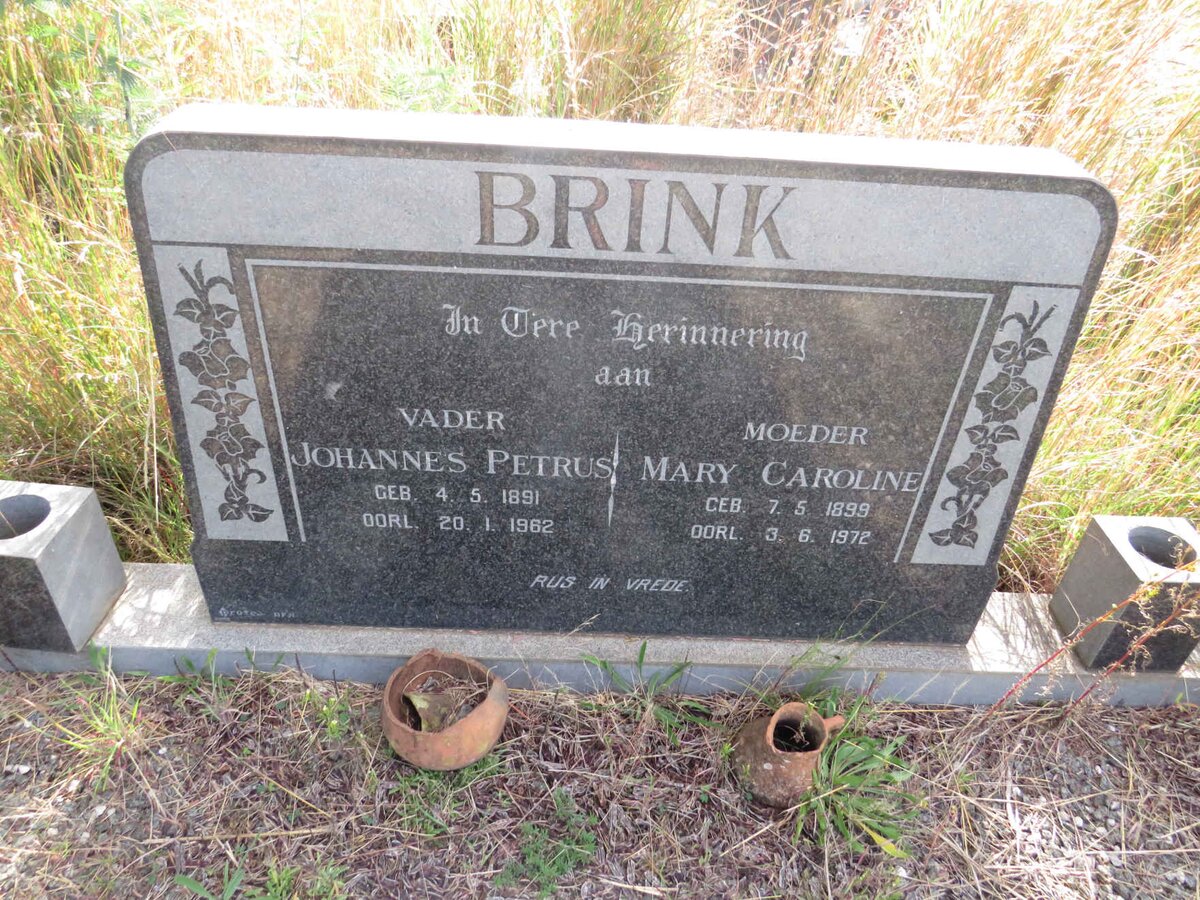 BRINK
In Tere Herinnering
aan
VADER
JOHANNES PETRUS
GEB. 4. 5. 1891
OORL. 20. 1. 1962
MOEDER
MARY CAROLINE
GEB. 7. 5. 1899
OORL. 3. 6. 1972
RUS IN VREDE.